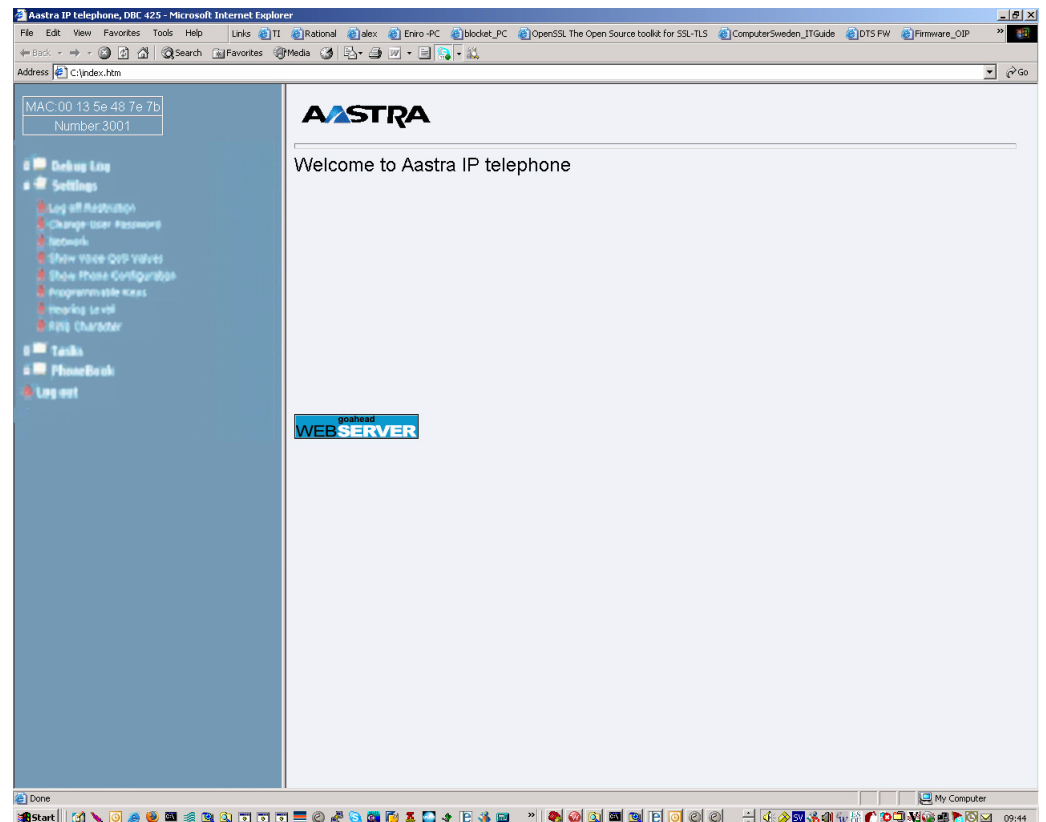 Aastra IP telephone, DBC 425 - Microsoft Internet Explorer
File Edit View Favorites Tools Help Links TI Rational alex Eniro -PC blocket_PC OpenSSL The Open Source toolkit for SSL-TLS ComputerSweden_ITGuide DTS FW Firmware_OIP »
Back Search Favorites Media
Address C:\index.htm Go
MAC:00 13 5e 48 7e 7b
Number:3001
AASTRA
Welcome to Aastra IP telephone
Debug Log
Settings
Log off Restriction
Change User Password
Network
Show Voice QoS Values
Show Phone Configuration
Programmable Keys
Hearing Level
Ring Character
Tasks
PhoneBook
Log out
goahead
WEBSERVER
Done My Computer
Start » SV 09:44